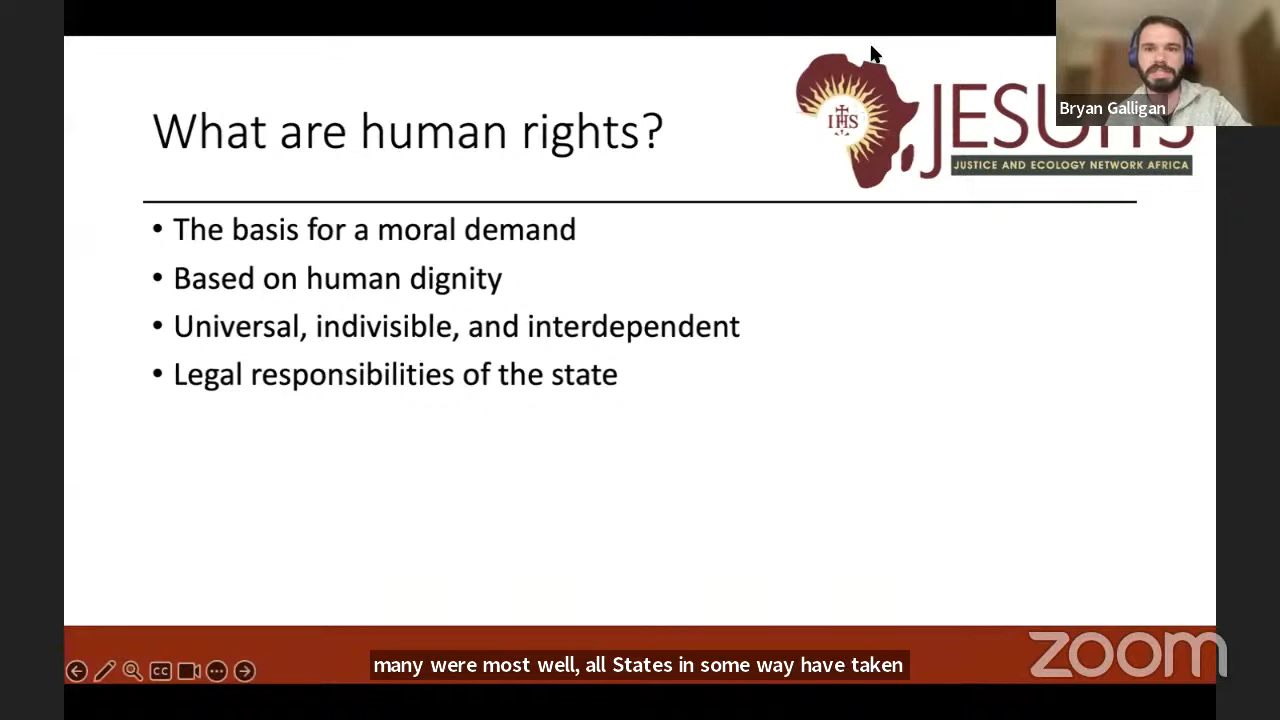 What are human rights?
IHS
JESUITS
JUSTICE AND ECOLOGY NETWORK AFRICA
Bryan Galligan
• The basis for a moral demand
• Based on human dignity
• Universal, indivisible, and interdependent
• Legal responsibilities of the state
CC
many were most well, all States in some way have taken
zoom